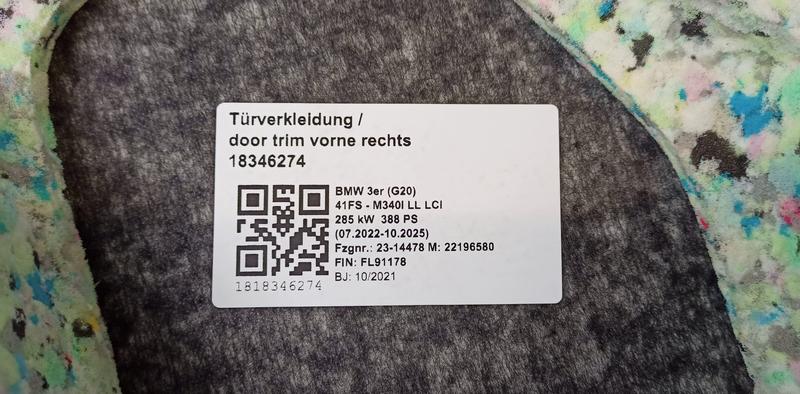 Türverkleidung /
door trim vorne rechts
18346274
BMW 3er (G20)
41FS - M340I LL LCI
285 kW 388 PS
(07.2022-10.2025)
Fzgnr.: 23-14478 M: 22196580
FIN: FL91178
BJ: 10/2021
1818346274